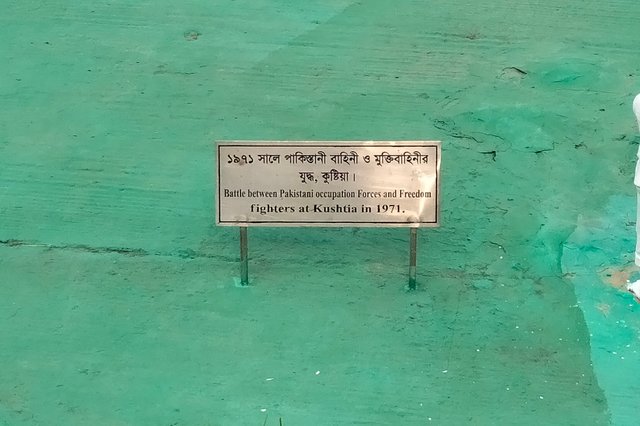 ১৯৭১ সালে পাকিস্তানী বাহিনী ও মুক্তিবাহিনীর
যুদ্ধ, কুষ্টিয়া।
Battle between Pakistani occupation Forces and Freedom
fighters at Kushtia in 1971.